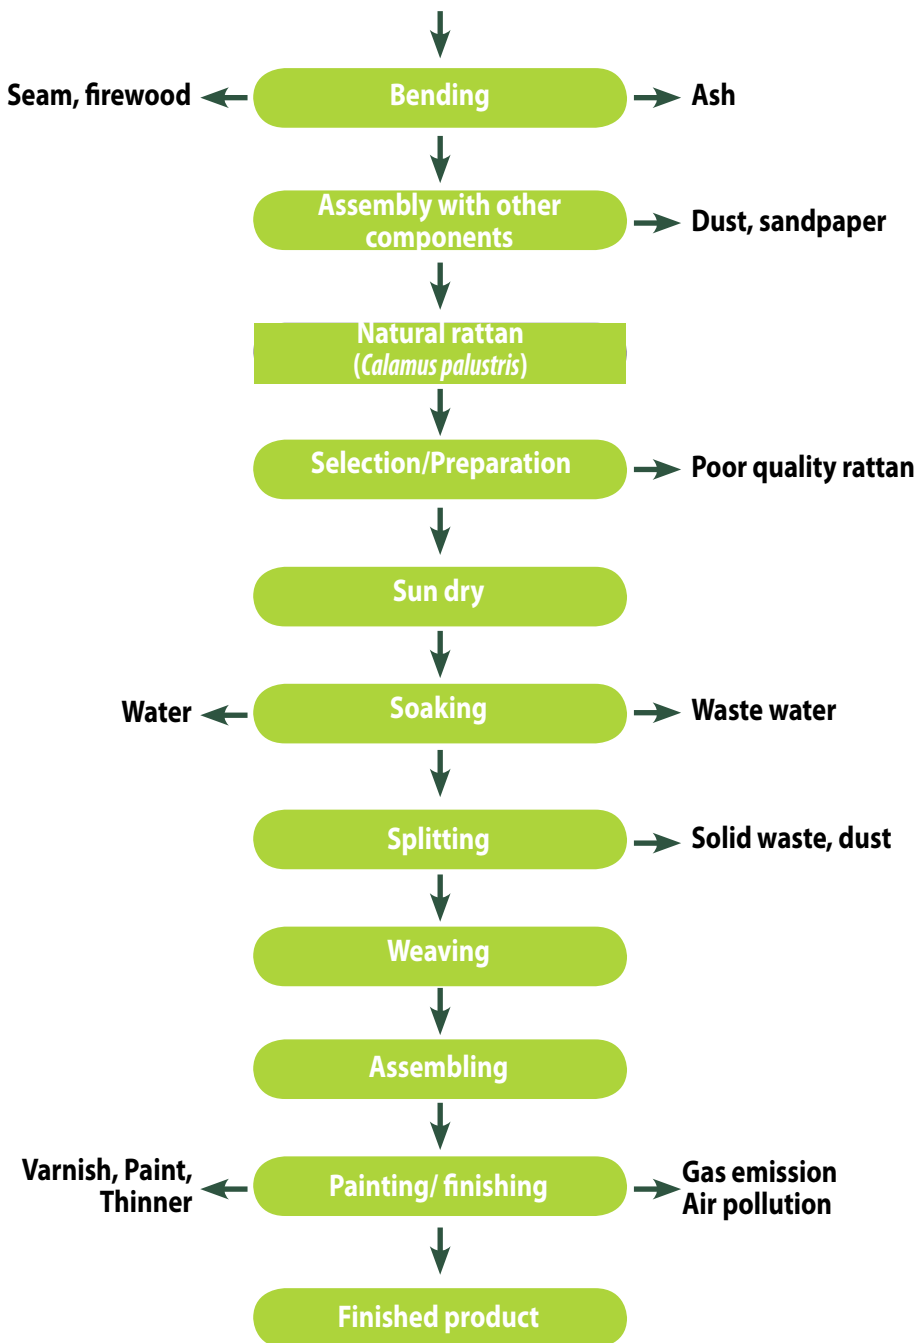 Seam, firewood
Bending
Ash
Assembly with other
components
Dust, sandpaper
Natural rattan
(Calamus palustris)
Selection/Preparation
Poor quality rattan
Sun dry
Water
Soaking
Waste water
Splitting
Solid waste, dust
Weaving
Assembling
Varnish, Paint,
Thinner
Painting/ finishing
Gas emission
Air pollution
Finished product